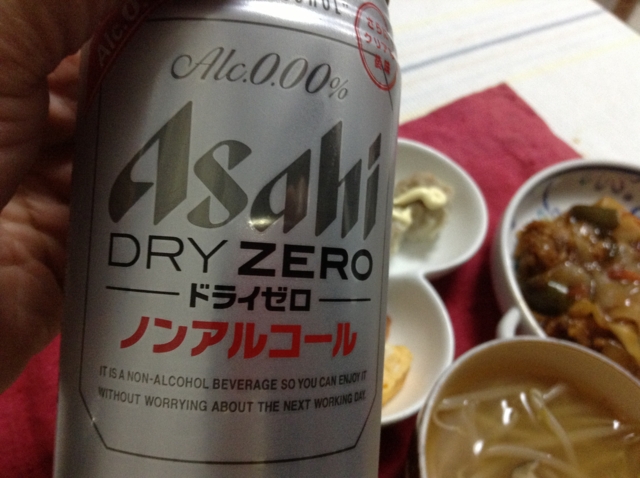 Alc.0.00%
Asahi
DRY ZERO
ドライゼロ
ノンアルコール
IT IS A NON-ALCOHOL BEVERAGE SO YOU CAN ENJOY IT
WITHOUT WORRYING ABOUT THE NEXT WORKING DAY.